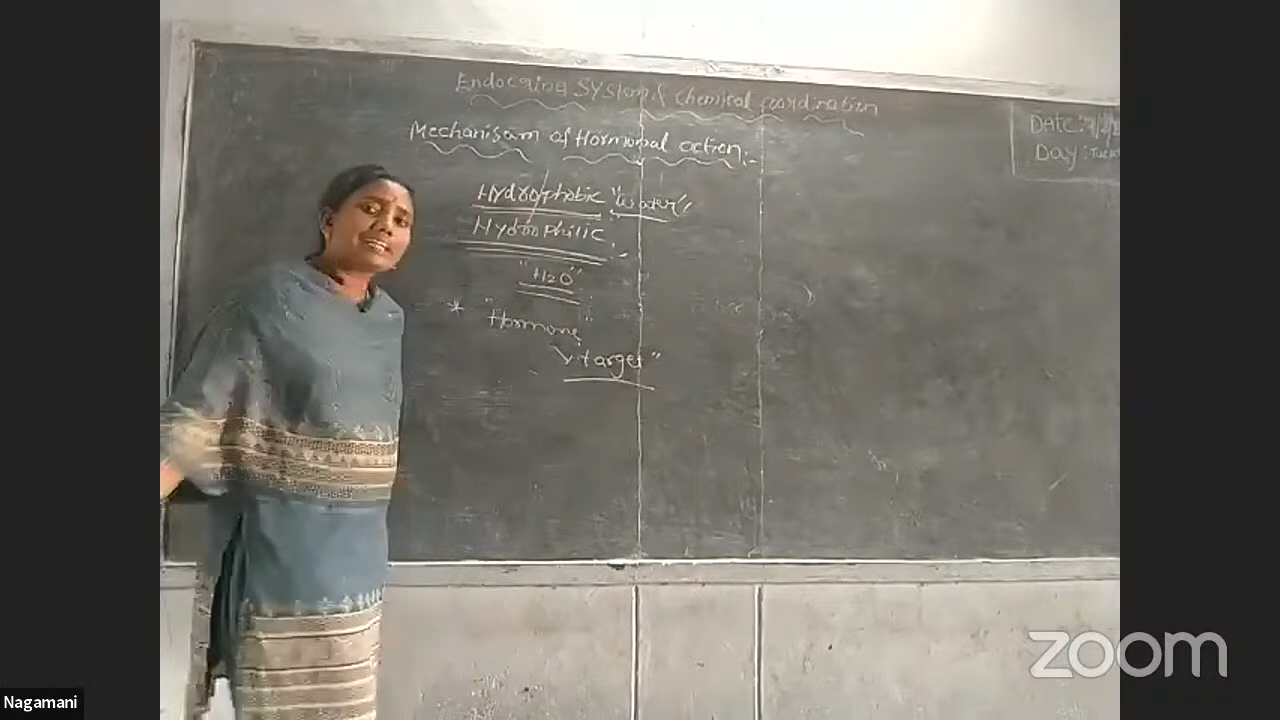 Endocrine System & Chemical coordination
Mechanisam of Hormonal action:-
Date:
Day:
Hydrophobic "water"
Hydrophilic
"H2O"
* "Hormone"
target"
zoom
Nagamani